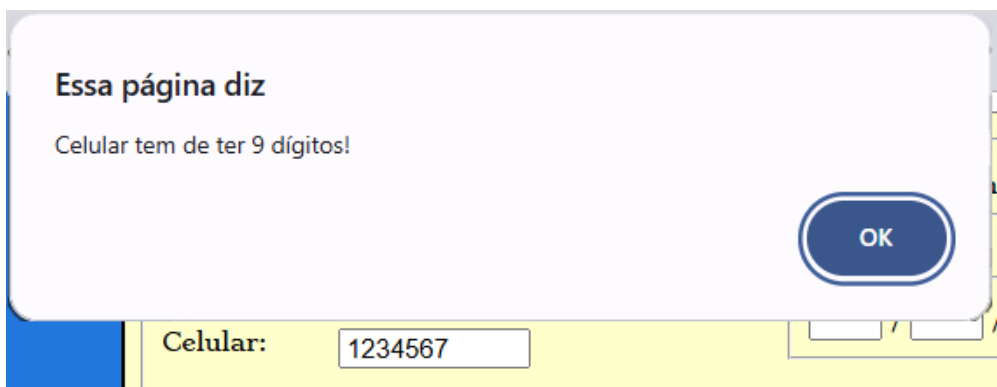 Essa página diz
Celular tem de ter 9 dígitos!
OK
/ /
Celular: 1234567